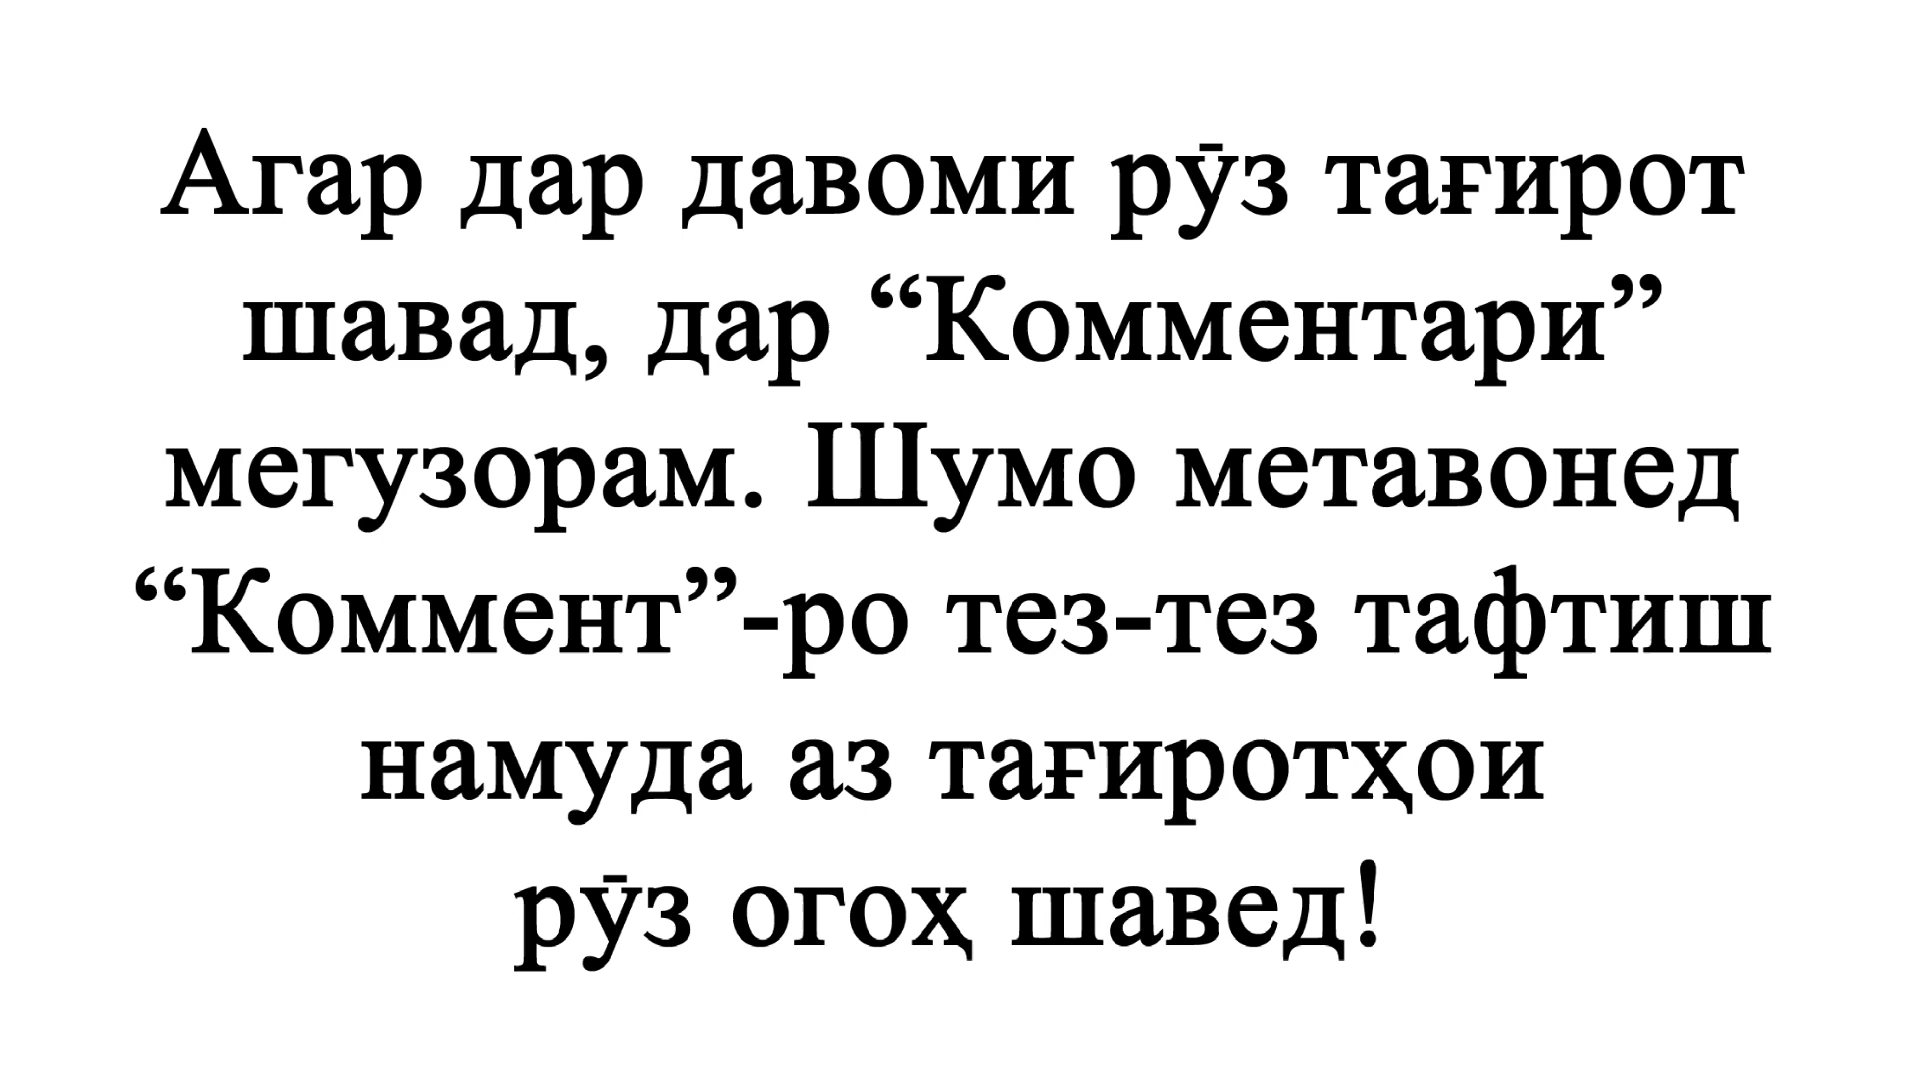 Агар дар давоми рӯз тағирот
шавад, дар “Комментари”
мегузорам. Шумо метавонед
“Коммент”-ро тез-тез тафтиш
намуда аз тағиротҳои
рӯз огоҳ шавед!